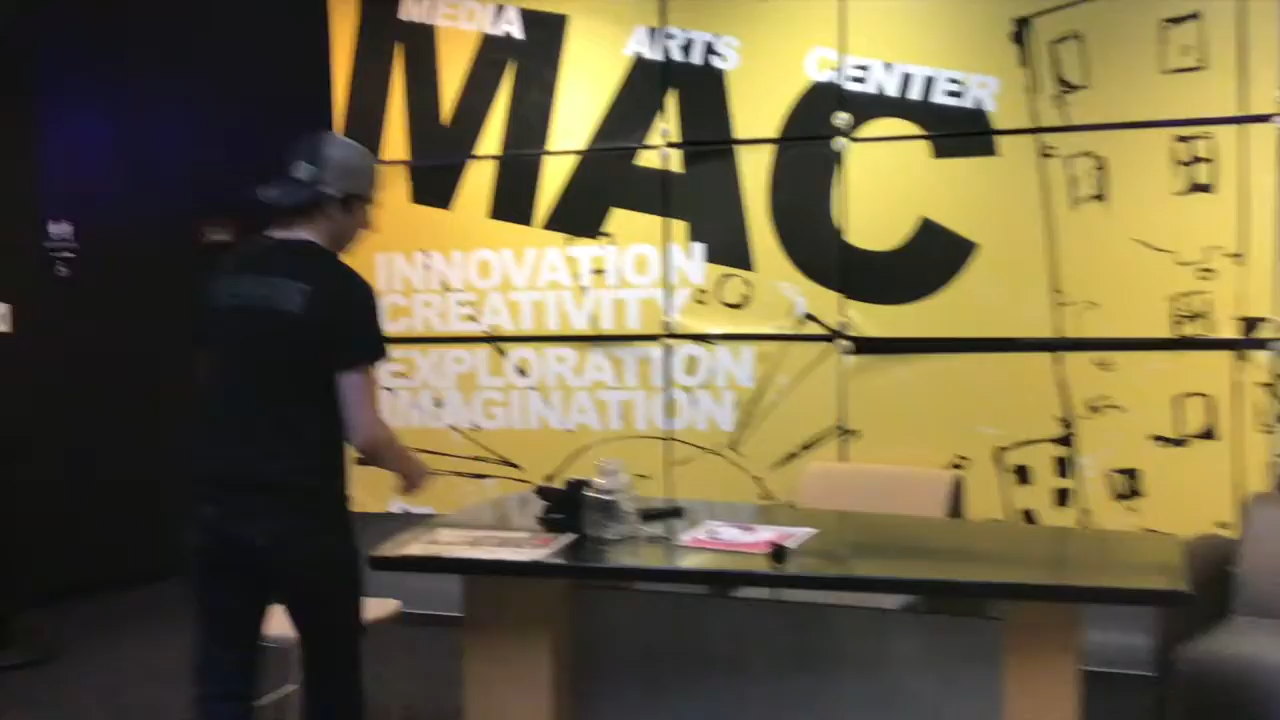 MEDIA ARTS CENTER
MAC
INNOVATION
CREATIVITY
EXPLORATION
IMAGINATION